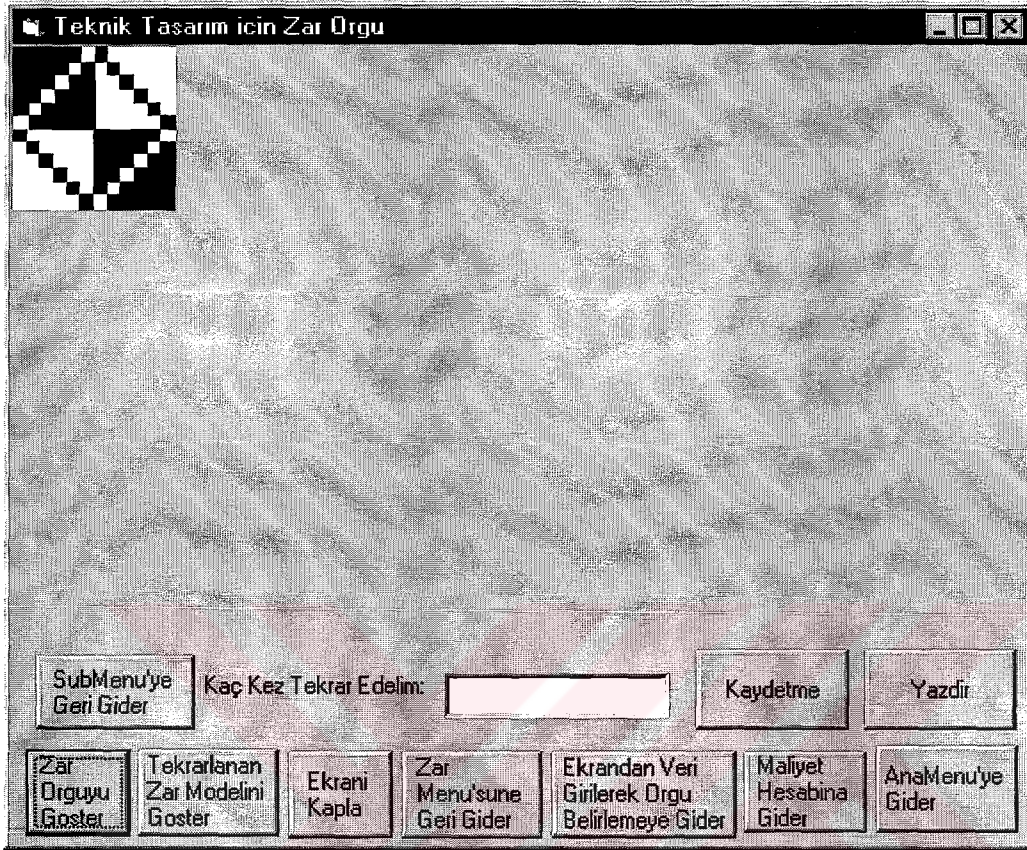 Teknik Tasarım icin Zar Orgu
SubMenu'ye
Geri Gider
Kaç Kez Tekrar Edelim:
Kaydetme
Yazdir
Zar
Orguyu
Goster
Tekrarlanan
Zar Modelini
Goster
Ekrani
Kapla
Zar
Menu'sune
Geri Gider
Ekrandan Veri
Girilerek Orgu
Belirlemeye Gider
Maliyet
Hesabına
Gider
AnaMenu'ye
Gider